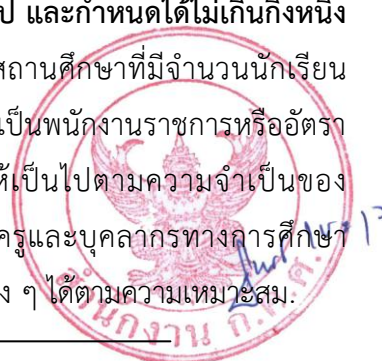 ป และกำหนดได้ไม่เกินกึ่งหนึ่ง
สถานศึกษาที่มีจำนวนนักเรียน
เป็นพนักงานราชการหรืออัตรา
ห้เป็นไปตามความจำเป็นของ
ครูและบุคลากรทางการศึกษา
ง ๆ ได้ตามความเหมาะสม.
สำนักงาน ก.ค.ศ.